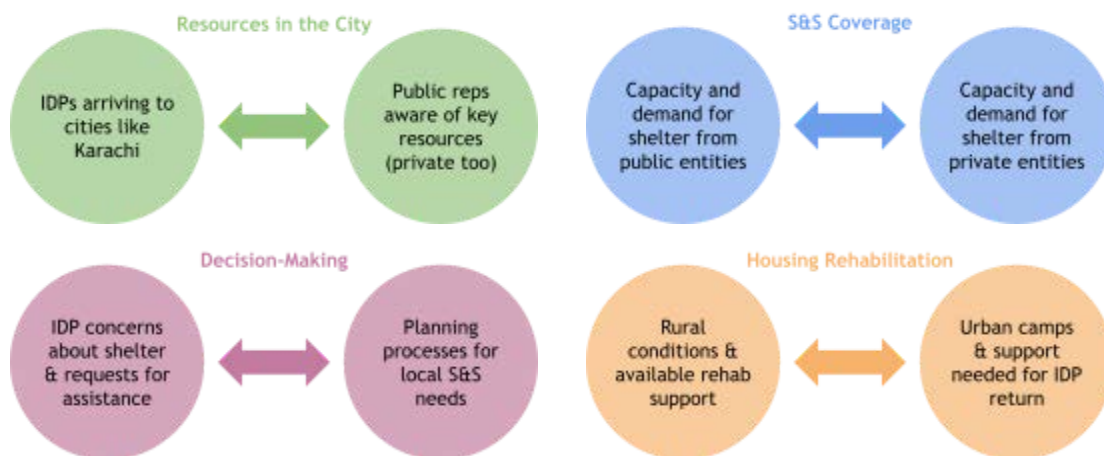 Resources in the City
IDPs arriving to
cities like
Karachi
Public reps
aware of key
resources
(private too)
S&S Coverage
Capacity and
demand for
shelter from
public entities
Capacity and
demand for
shelter from
private entities
Decision-Making
IDP concerns
about shelter
& requests for
assistance
Planning
processes for
local S&S
needs
Housing Rehabilitation
Rural
conditions &
available rehab
support
Urban camps
& support
needed for IDP
return